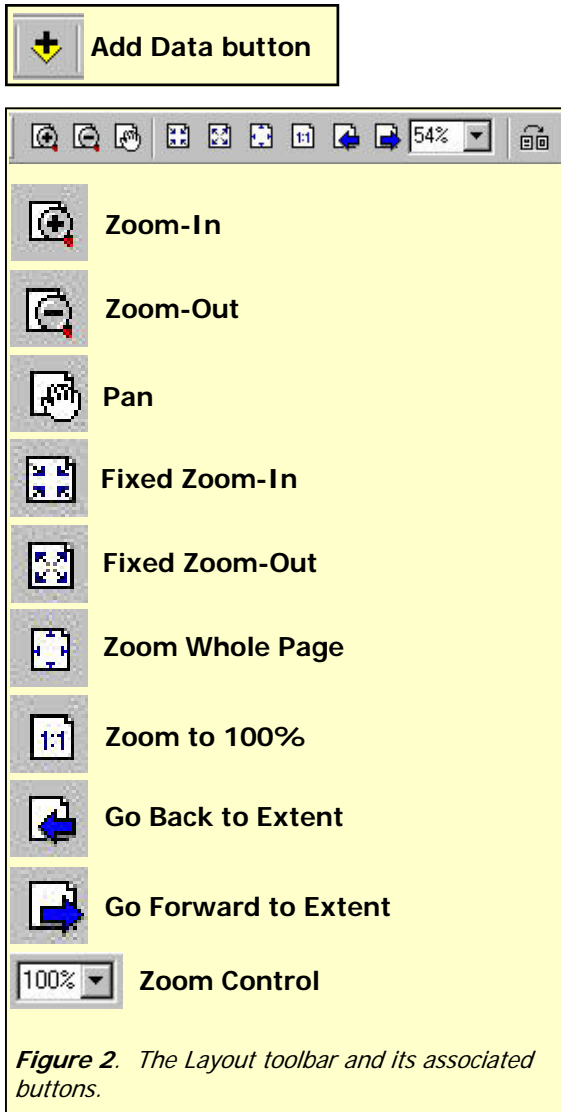 Add Data button
1:1 54%
Zoom-In
Zoom-Out
Pan
Fixed Zoom-In
Fixed Zoom-Out
Zoom Whole Page
1:1 Zoom to 100%
Go Back to Extent
Go Forward to Extent
100% Zoom Control
Figure 2. The Layout toolbar and its associated
buttons.